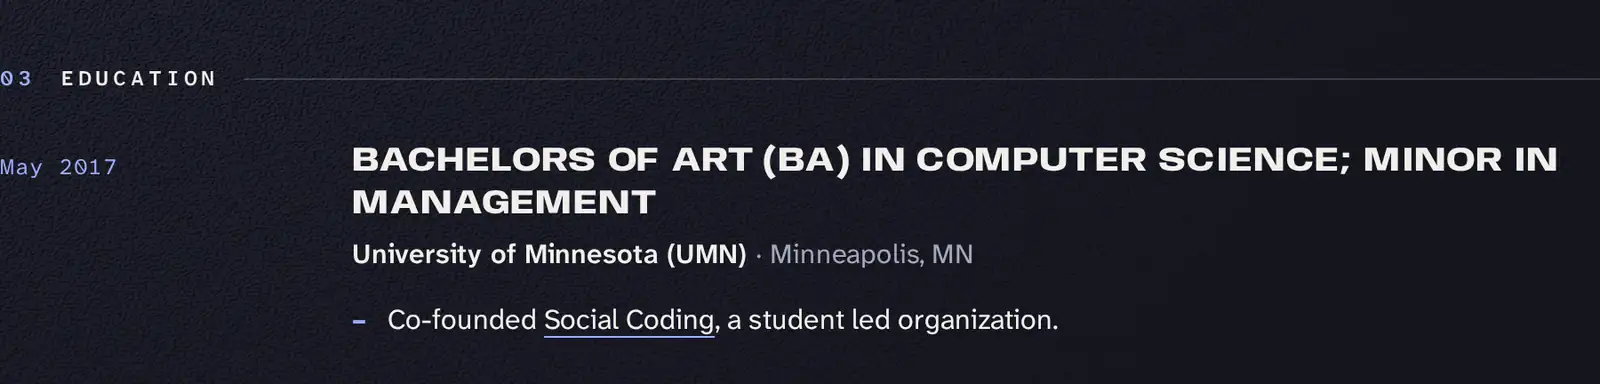 03 EDUCATION
May 2017
BACHELORS OF ART (BA) IN COMPUTER SCIENCE; MINOR IN
MANAGEMENT
University of Minnesota (UMN) · Minneapolis, MN
– Co-founded Social Coding, a student led organization.